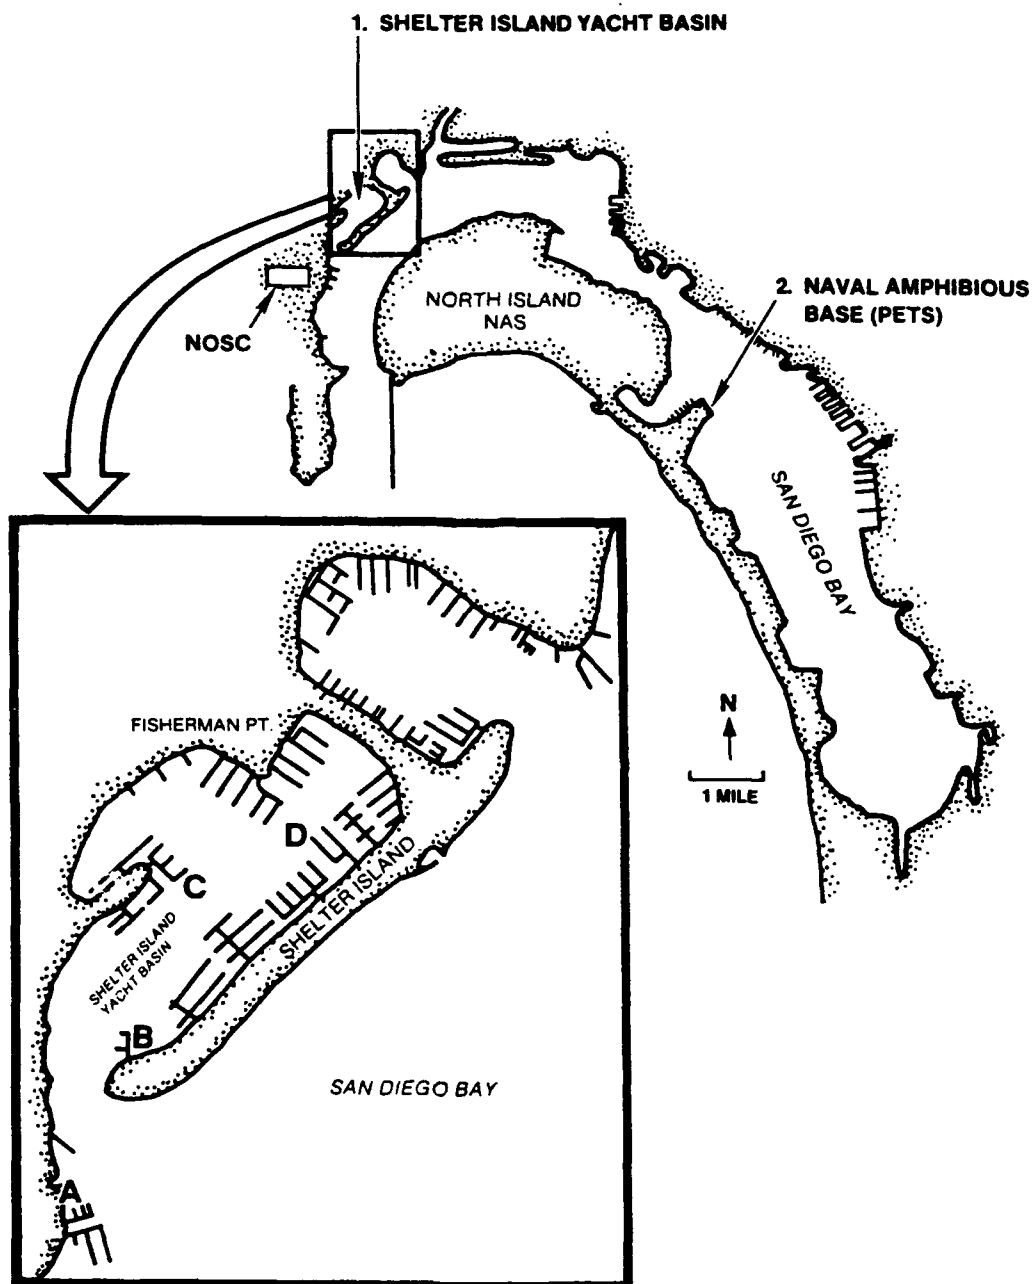 1. SHELTER ISLAND YACHT BASIN
NORTH ISLAND
NAS
2. NAVAL AMPHIBIOUS
BASE (PETS)
NOSC
SAN DIEGO BAY
N
1 MILE
FISHERMAN PT.
D
C
SHELTER ISLAND
SHELTER ISLAND
YACHT BASIN
B
SAN DIEGO BAY
A